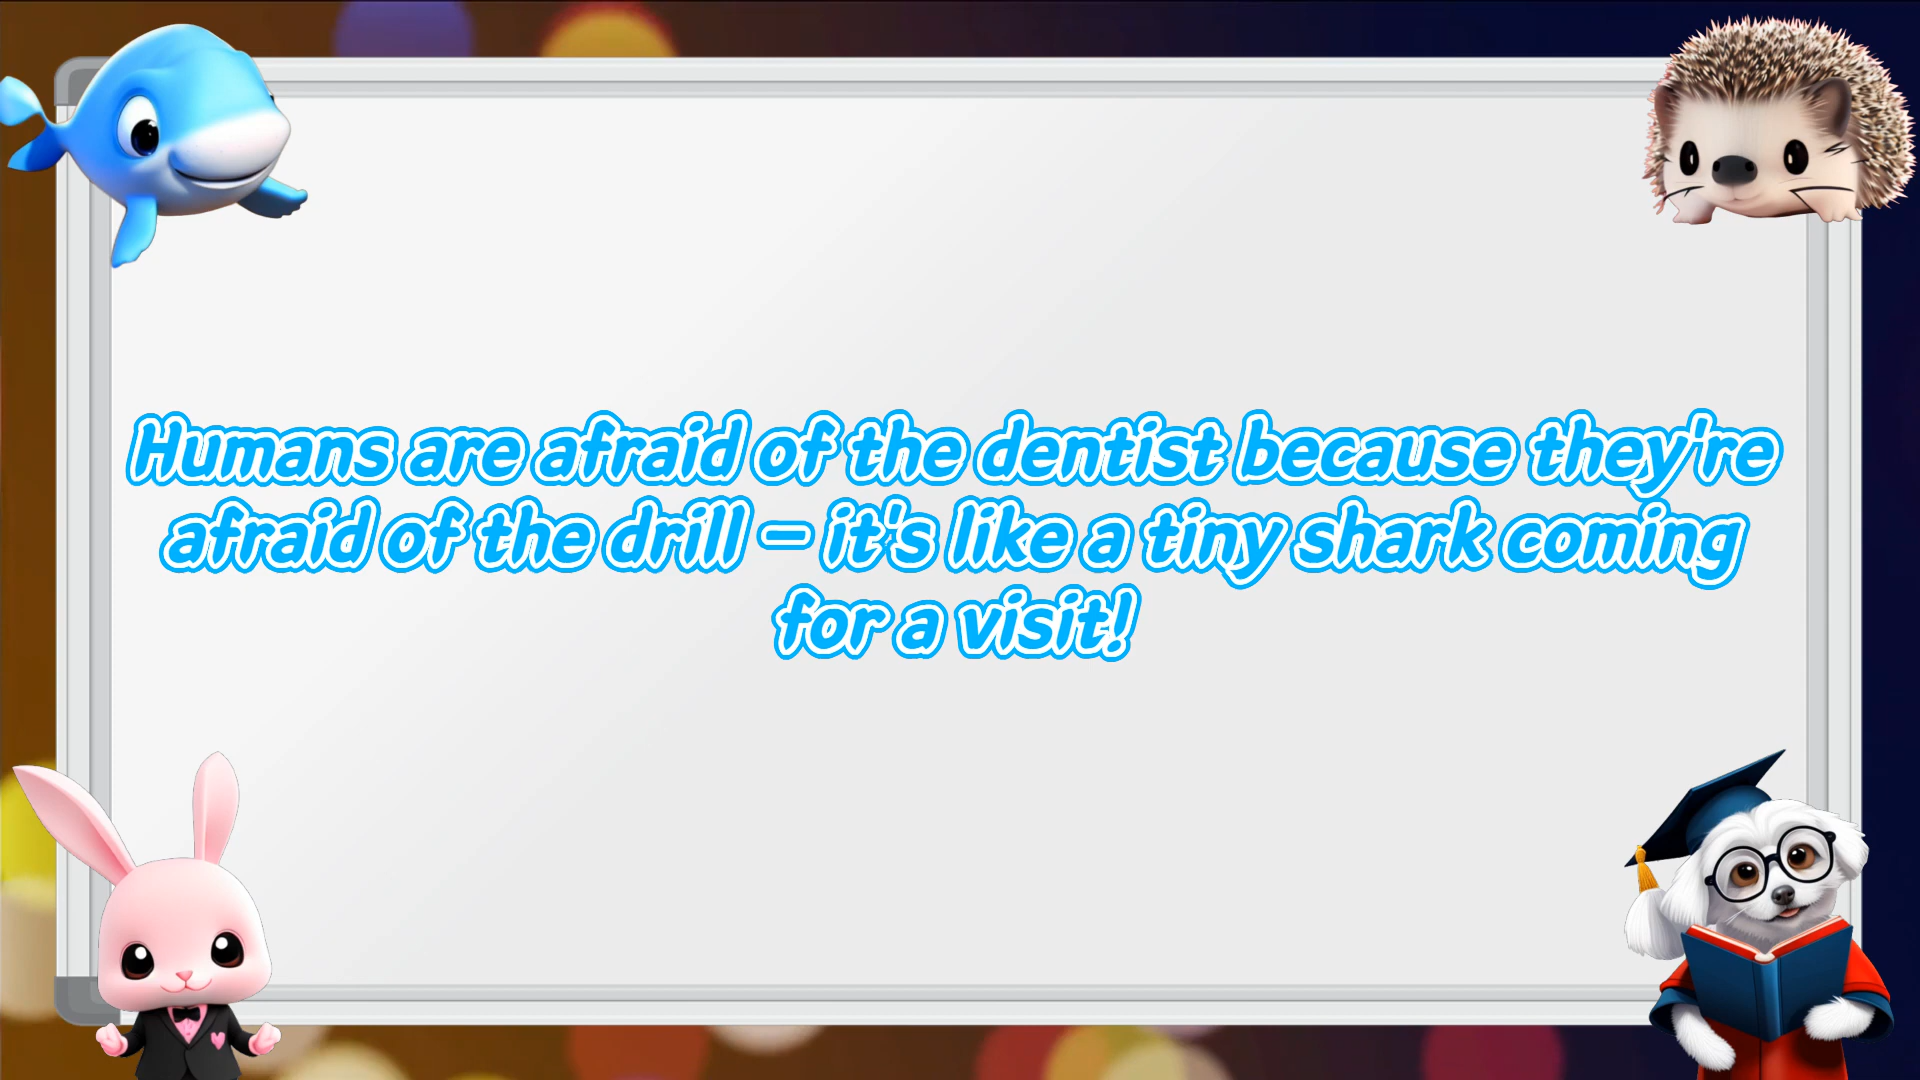 Humans are afraid of the dentist because they're
afraid of the drill – it's like a tiny shark coming
for a visit!